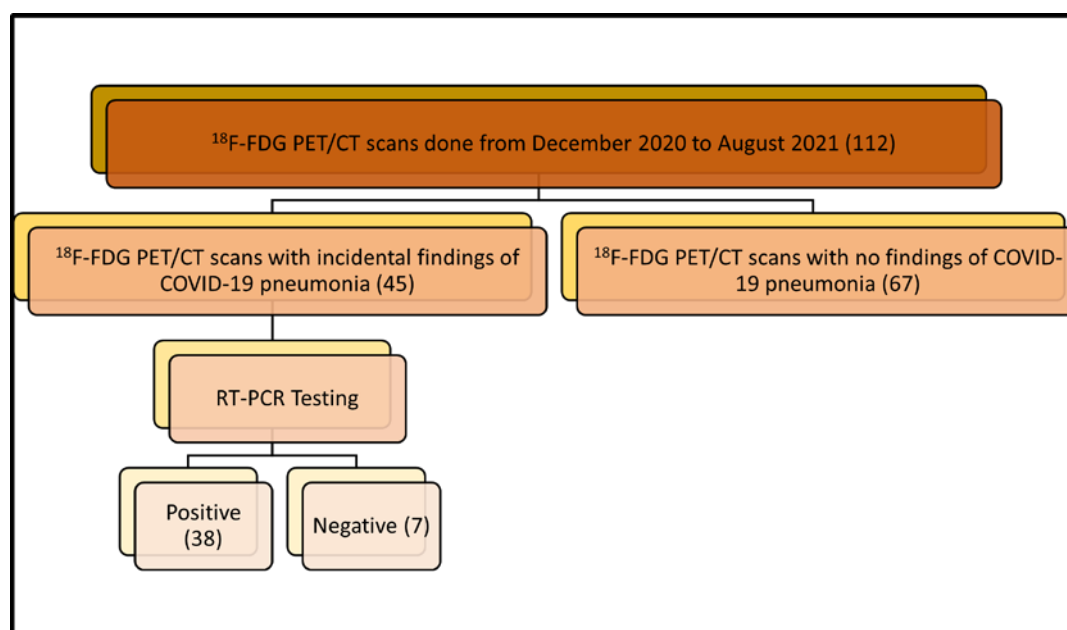 ¹⁸F-FDG PET/CT scans done from December 2020 to August 2021 (112)
¹⁸F-FDG PET/CT scans with incidental findings of
COVID-19 pneumonia (45)
¹⁸F-FDG PET/CT scans with no findings of COVID-
19 pneumonia (67)
RT-PCR Testing
Positive
(38)
Negative (7)